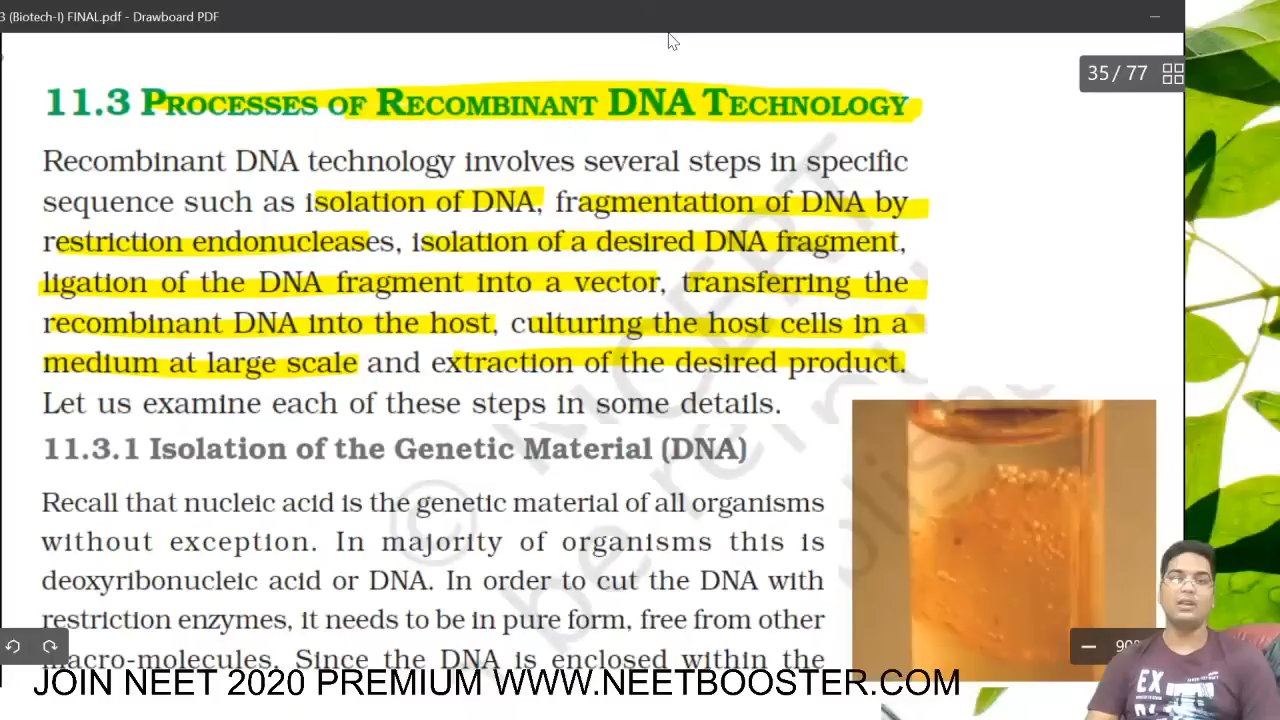 3 (Biotech-I) FINAL.pdf - Drawboard PDF
35 / 77
11.3 PROCESSES OF RECOMBINANT DNA TECHNOLOGY
Recombinant DNA technology involves several steps in specific
sequence such as isolation of DNA, fragmentation of DNA by
restriction endonucleases, isolation of a desired DNA fragment,
ligation of the DNA fragment into a vector, transferring the
recombinant DNA into the host, culturing the host cells in a
medium at large scale and extraction of the desired product.
Let us examine each of these steps in some details.
11.3.1 Isolation of the Genetic Material (DNA)
Recall that nucleic acid is the genetic material of all organisms
without exception. In majority of organisms this is
deoxyribonucleic acid or DNA. In order to cut the DNA with
restriction enzymes, it needs to be in pure form, free from other
macro-molecules. Since the DNA is enclosed within the
90%
JOIN NEET 2020 PREMIUM WWW.NEETBOOSTER.COM
EX
© NCERT
be